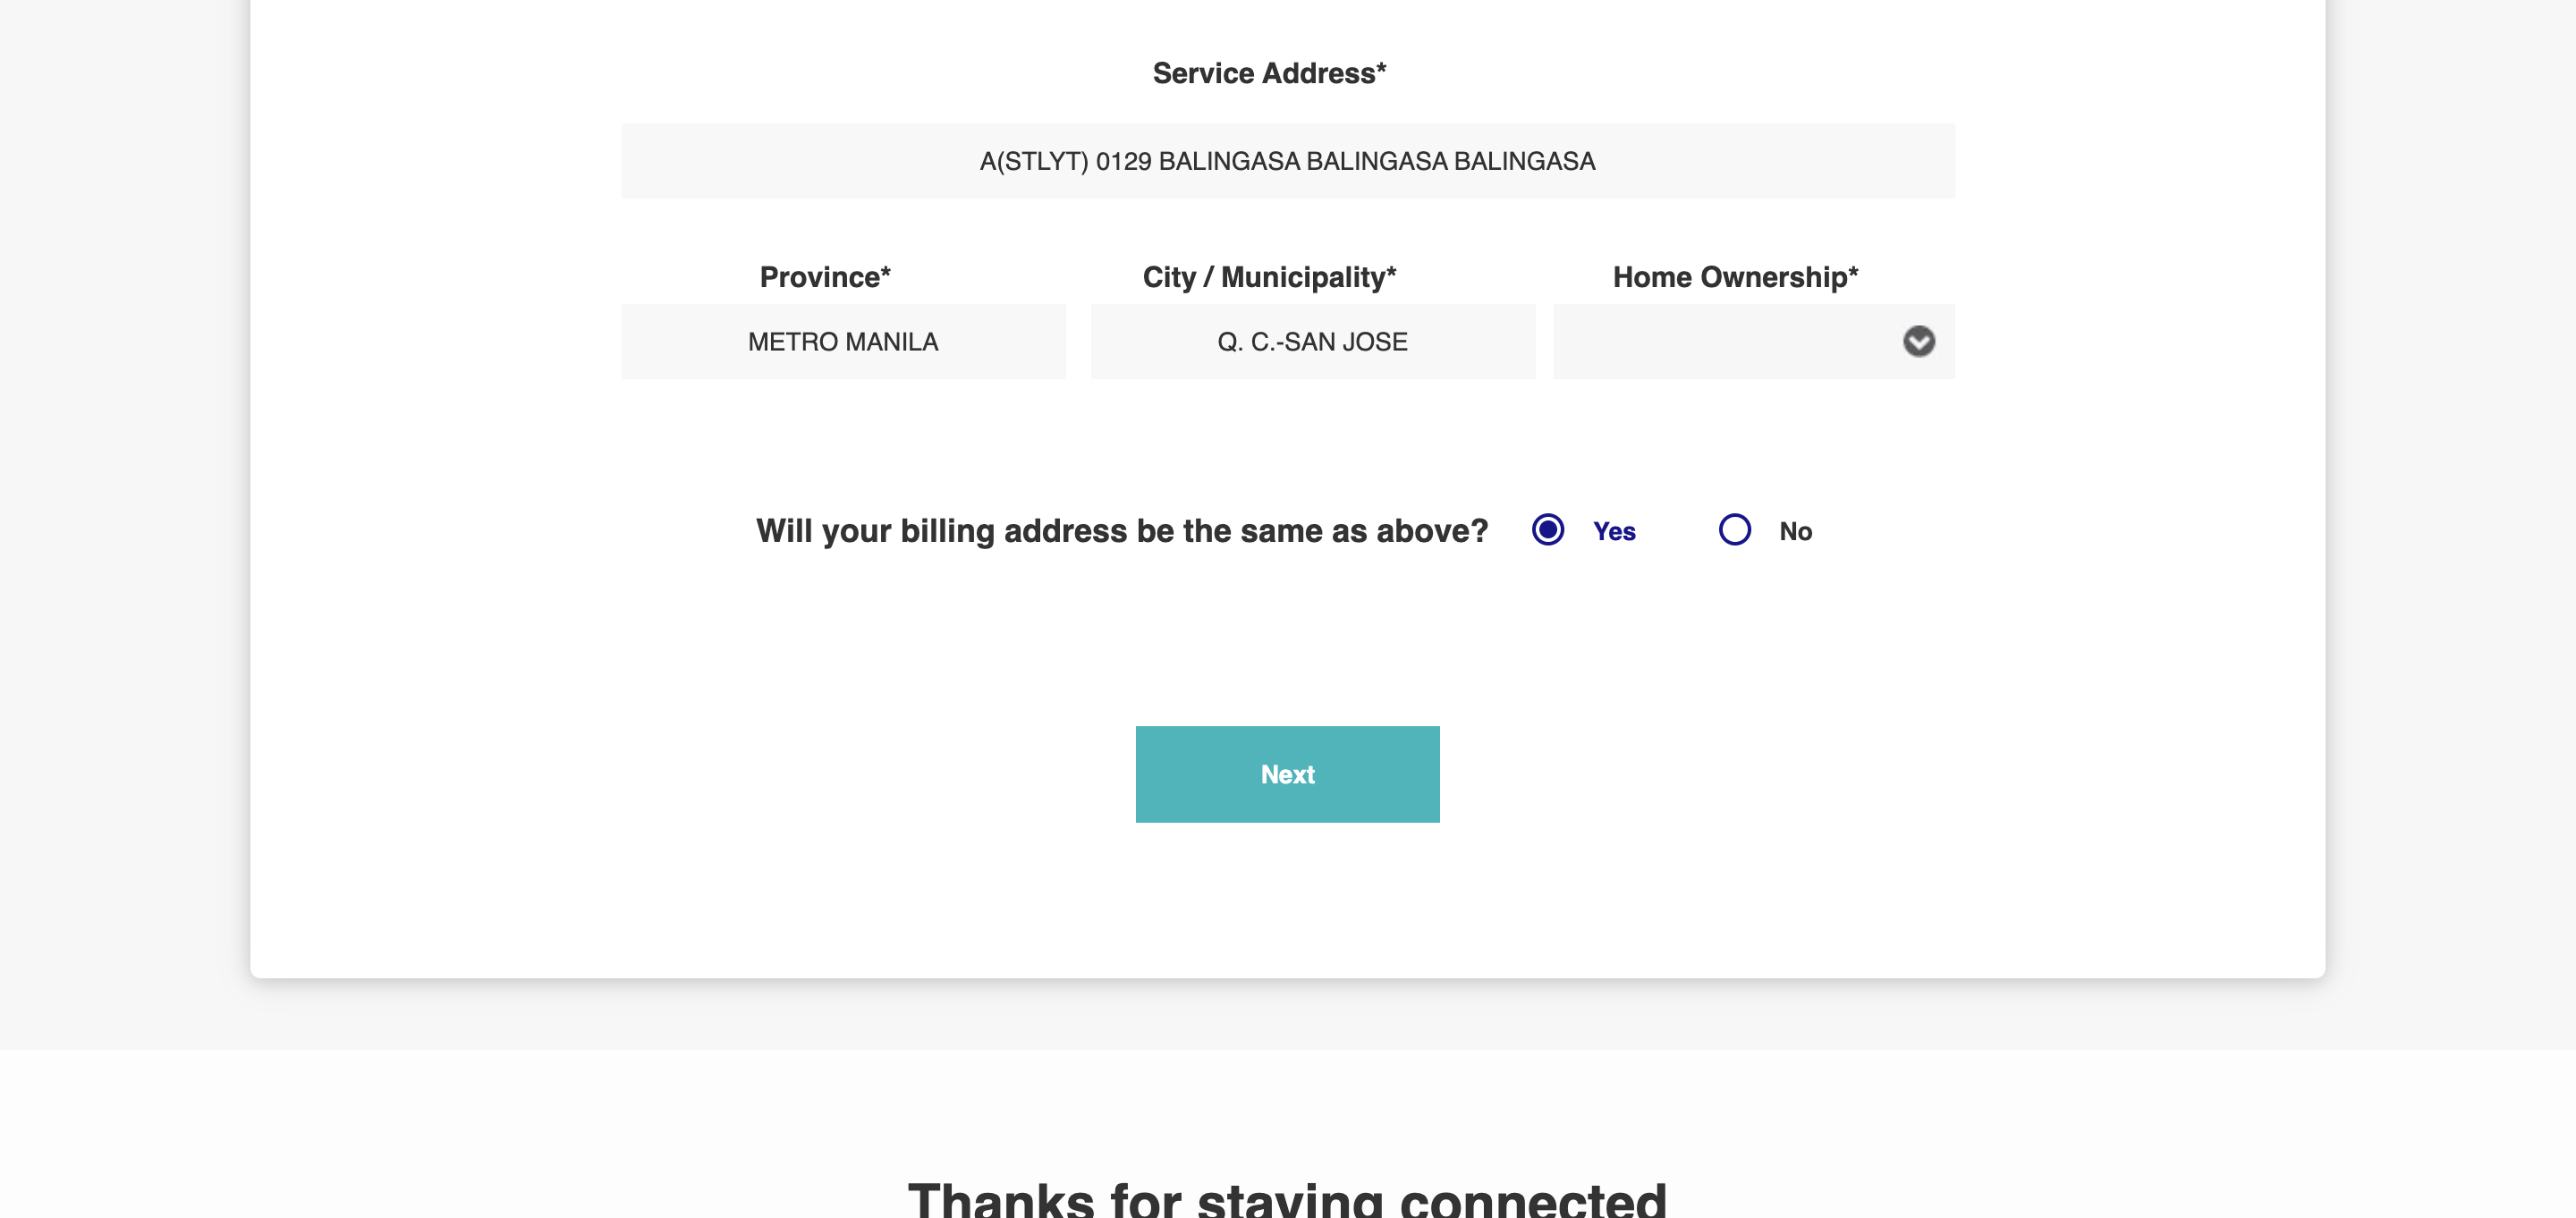 Service Address*
A(STLYT) 0129 BALINGASA BALINGASA BALINGASA
Province* City / Municipality* Home Ownership*
METRO MANILA Q. C.-SAN JOSE
Will your billing address be the same as above? Yes No
Next
Thanks for staying connected